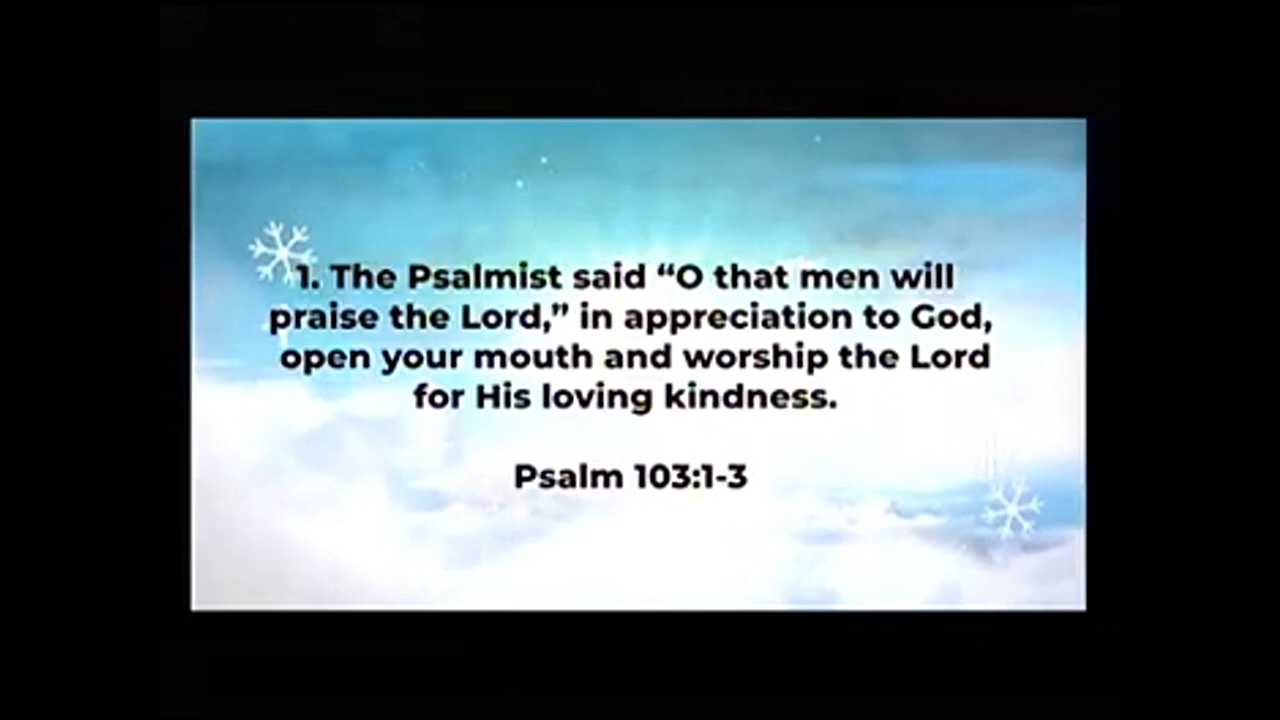 1. The Psalmist said “O that men will
praise the Lord,” in appreciation to God,
open your mouth and worship the Lord
for His loving kindness.
Psalm 103:1-3